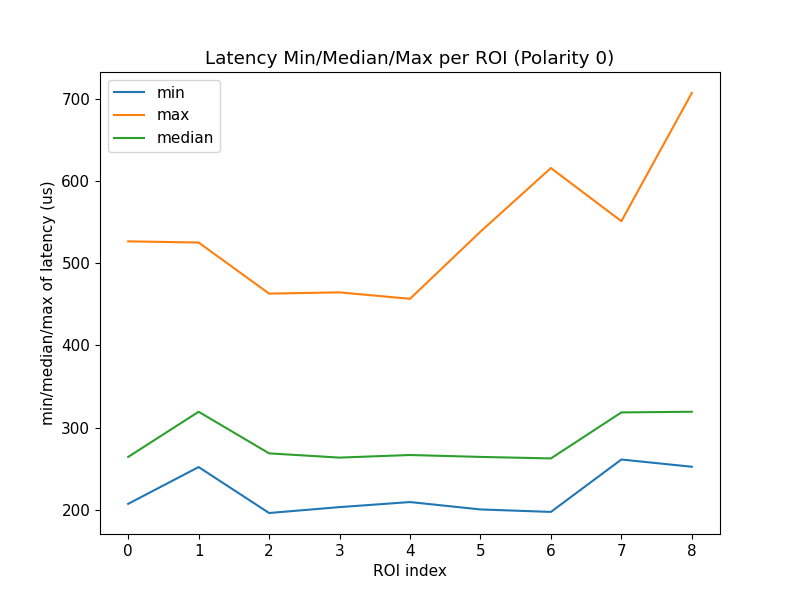 Latency Min/Median/Max per ROI (Polarity 0)
min
max
median
700
600
500
400
300
200
min/median/max of latency (us)
0 1 2 3 4 5 6 7 8
ROI index